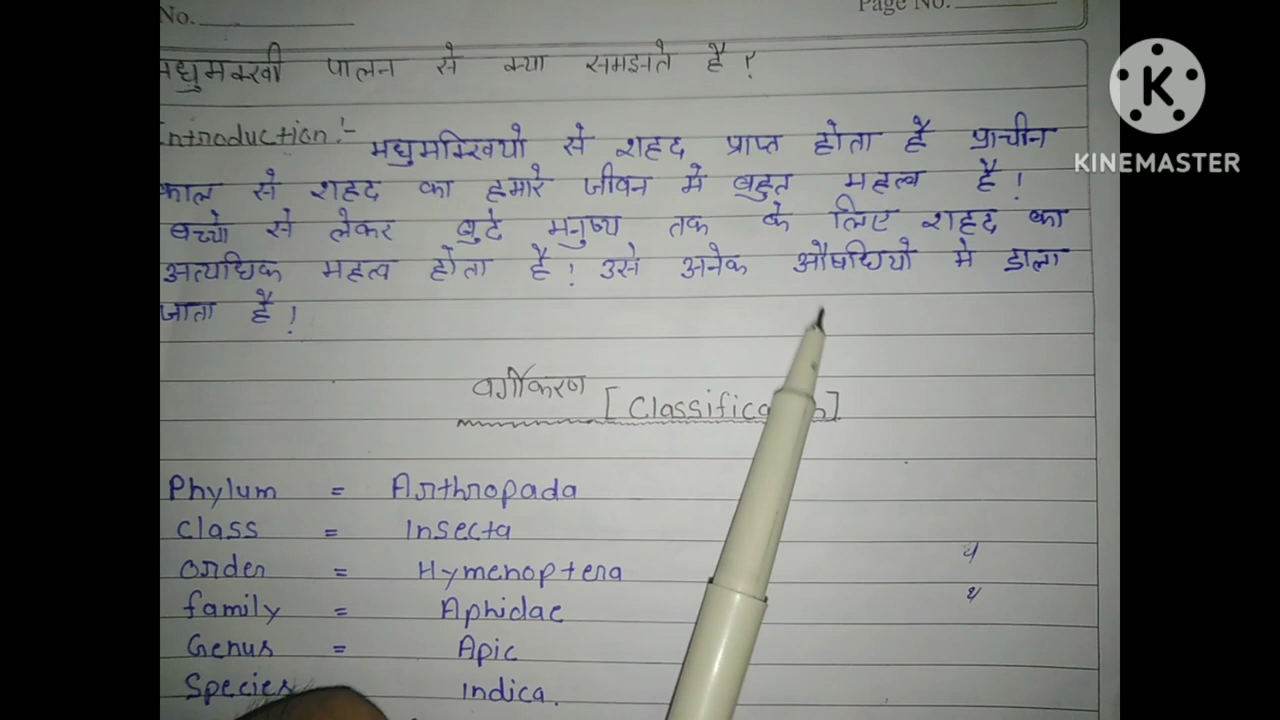 No.
Page No.
मधुमक्खी पालन से क्या समझते है ?
Introduction :-
मधुमक्खियो से शहद प्राप्त होता है प्राचीन
काल से शहद का हमारे जीवन मे बहुत महत्व है !
बच्चो से लेकर बुटे मनुष्य तक के लिए शहद का
अत्यधिक महत्व होता है ! उसे अनेक औषधियो मे डाला
जाता है !
वर्गीकरण [ Classification ]
Phylum = Arthropada
class = Insecta
order = Hymenoptera
family = Aphidae
Genus = Apic
Species Indica.
K
KINEMASTER